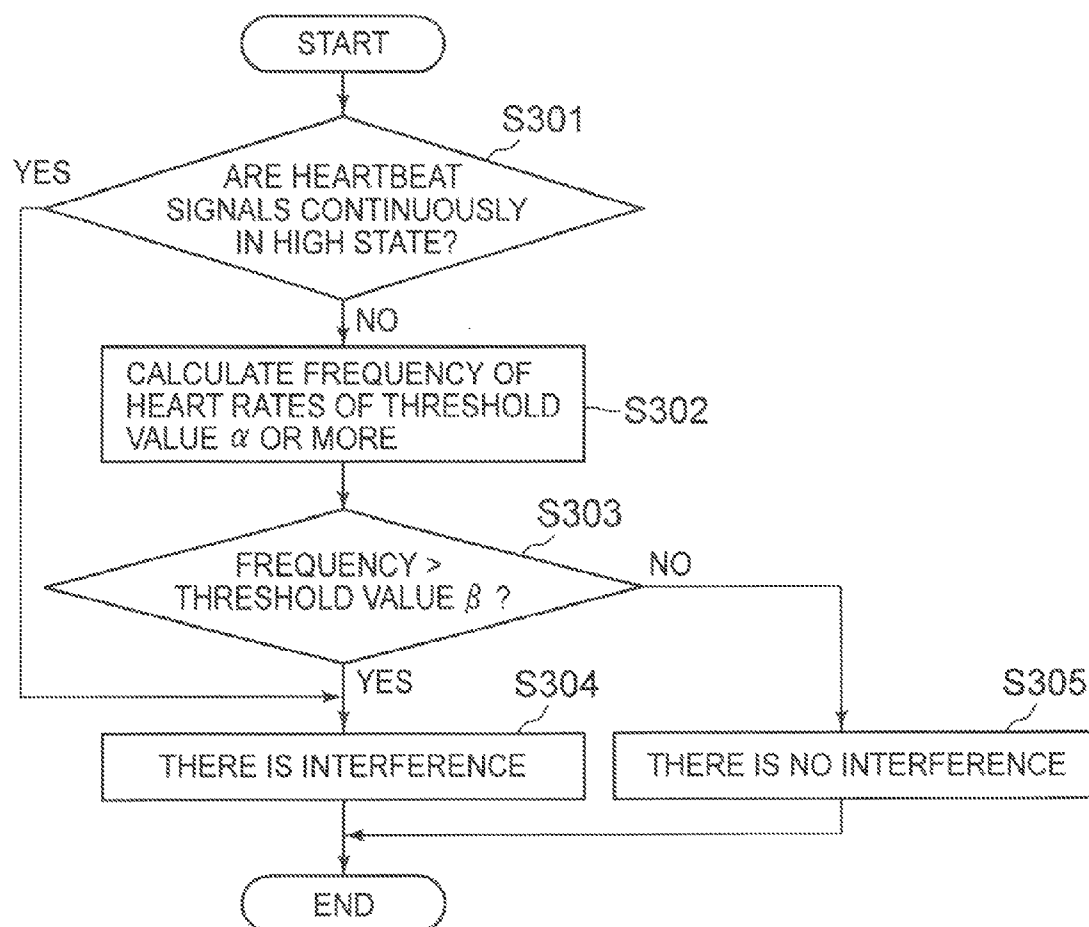 START
S301
YES
ARE HEARTBEAT
SIGNALS CONTINUOUSLY
IN HIGH STATE?
NO
CALCULATE FREQUENCY OF
HEART RATES OF THRESHOLD
VALUE α OR MORE
S302
S303
FREQUENCY >
THRESHOLD VALUE β ?
NO
YES
S304
S305
THERE IS INTERFERENCE
THERE IS NO INTERFERENCE
END